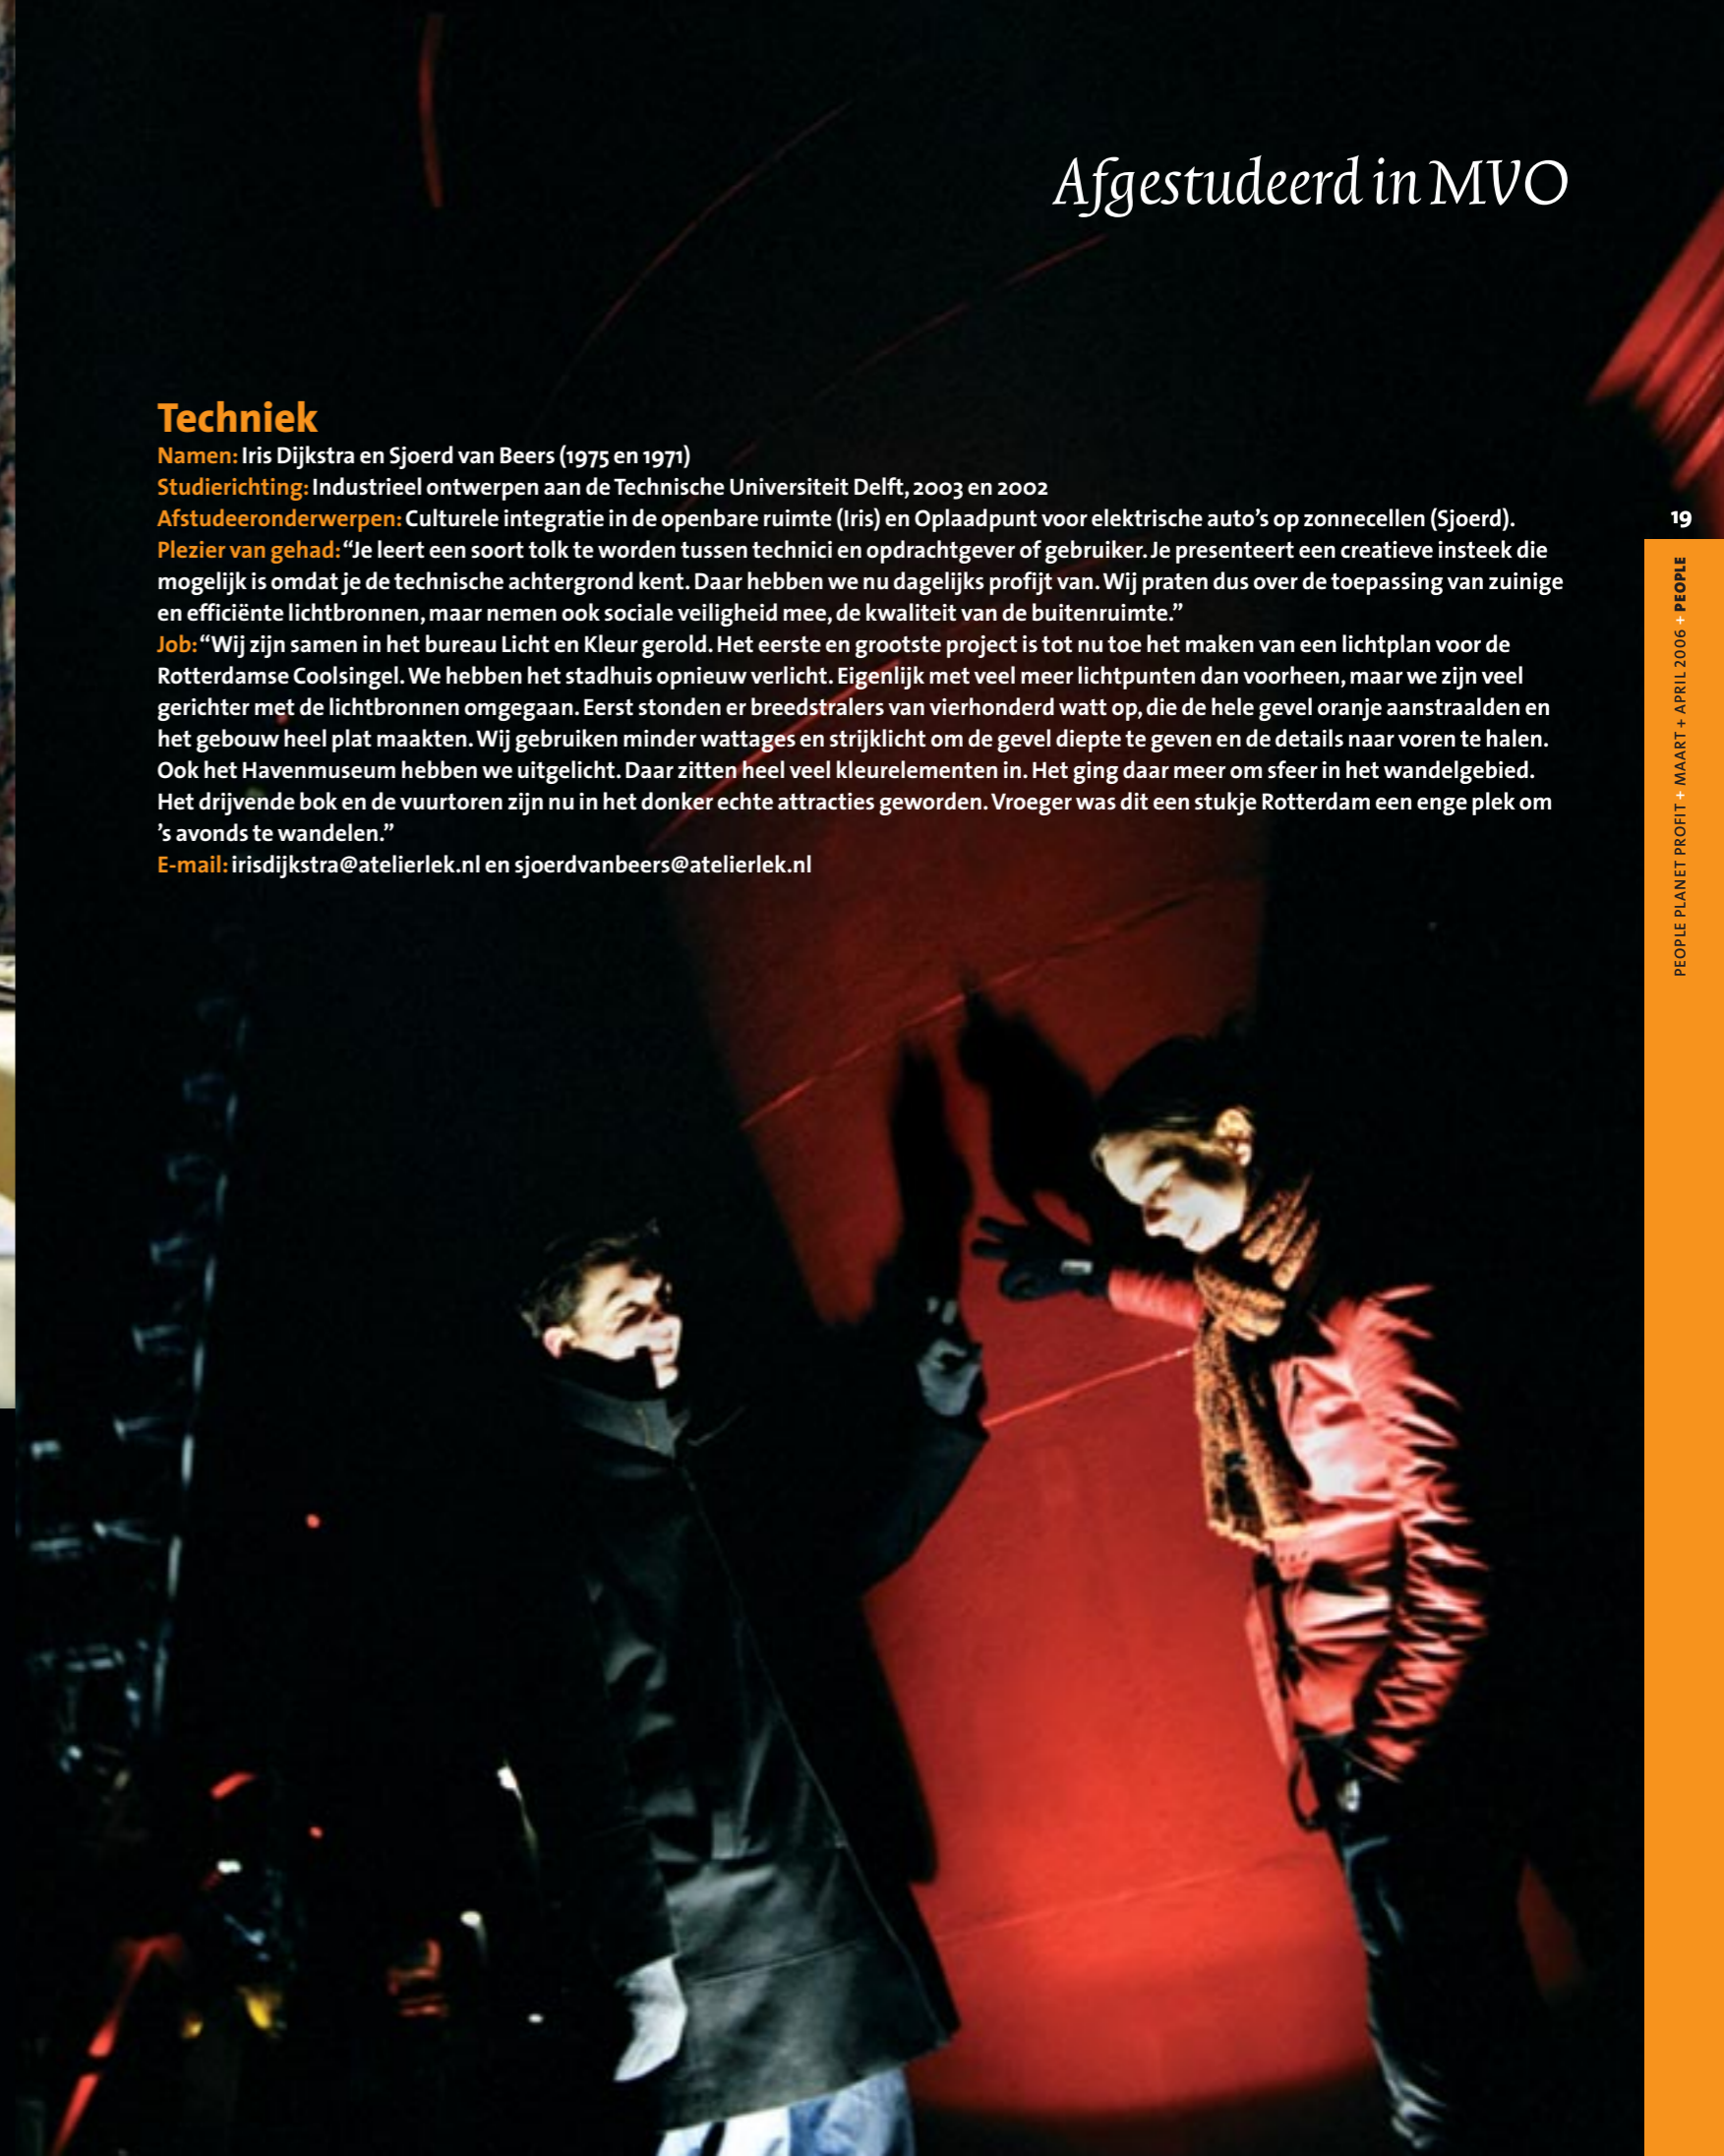 Afgestudeerd in MVO
Techniek
Namen: Iris Dijkstra en Sjoerd van Beers (1975 en 1971)
Studierichting: Industrieel ontwerpen aan de Technische Universiteit Delft, 2003 en 2002
Afstudeeronderwerpen: Culturele integratie in de openbare ruimte (Iris) en Oplaadpunt voor elektrische auto’s op zonnecellen (Sjoerd).
Plezier van gehad: “Je leert een soort tolk te worden tussen technici en opdrachtgever of gebruiker. Je presenteert een creatieve insteek die
mogelijk is omdat je de technische achtergrond kent. Daar hebben we nu dagelijks profijt van. Wij praten dus over de toepassing van zuinige
en efficiënte lichtbronnen, maar nemen ook sociale veiligheid mee, de kwaliteit van de buitenruimte.”
Job: “Wij zijn samen in het bureau Licht en Kleur gerold. Het eerste en grootste project is tot nu toe het maken van een lichtplan voor de
Rotterdamse Coolsingel. We hebben het stadhuis opnieuw verlicht. Eigenlijk met veel meer lichtpunten dan voorheen, maar we zijn veel
gerichter met de lichtbronnen omgegaan. Eerst stonden er breedstralers van vierhonderd watt op, die de hele gevel oranje aanstraalden en
het gebouw heel plat maakten. Wij gebruiken minder wattages en strijklicht om de gevel diepte te geven en de details naar voren te halen.
Ook het Havenmuseum hebben we uitgelicht. Daar zitten heel veel kleurelementen in. Het ging daar meer om sfeer in het wandelgebied.
Het drijvende bok en de vuurtoren zijn nu in het donker echte attracties geworden. Vroeger was dit een stukje Rotterdam een enge plek om
’s avonds te wandelen.”
E-mail: irisdijkstra@atelierlek.nl en sjoerdvanbeers@atelierlek.nl
19
PEOPLE PLANET PROFIT + MAART + APRIL 2006 + PEOPLE